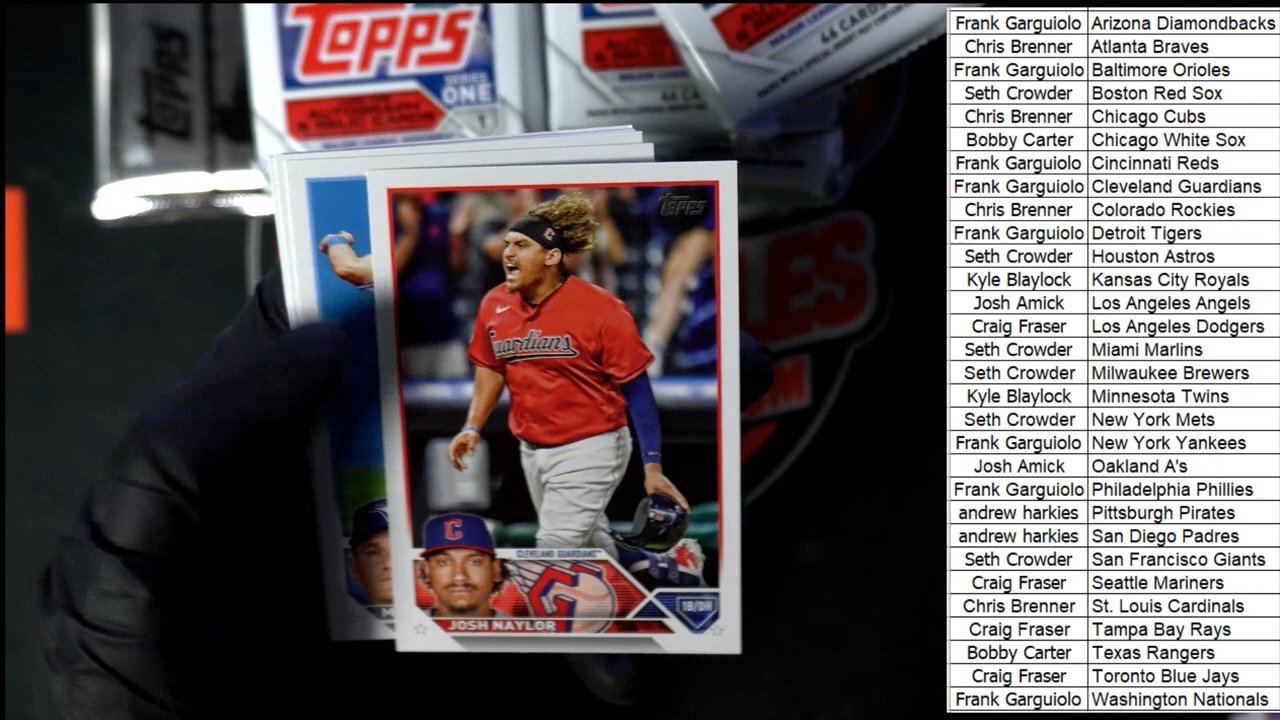 TOPPS
SERIES
ONE
AUTOGRAPH
& RELIC CARDS
44 CARDS
TOPPS
Guardians
C
C
CLEVELAND GUARDIANS
1B/DH
JOSH NAYLOR
Frank Garguiolo Arizona Diamondbacks
Chris Brenner Atlanta Braves
Frank Garguiolo Baltimore Orioles
Seth Crowder Boston Red Sox
Chris Brenner Chicago Cubs
Bobby Carter Chicago White Sox
Frank Garguiolo Cincinnati Reds
Frank Garguiolo Cleveland Guardians
Chris Brenner Colorado Rockies
Frank Garguiolo Detroit Tigers
Seth Crowder Houston Astros
Kyle Blaylock Kansas City Royals
Josh Amick Los Angeles Angels
Craig Fraser Los Angeles Dodgers
Seth Crowder Miami Marlins
Seth Crowder Milwaukee Brewers
Kyle Blaylock Minnesota Twins
Seth Crowder New York Mets
Frank Garguiolo New York Yankees
Josh Amick Oakland A's
Frank Garguiolo Philadelphia Phillies
andrew harkies Pittsburgh Pirates
andrew harkies San Diego Padres
Seth Crowder San Francisco Giants
Craig Fraser Seattle Mariners
Chris Brenner St. Louis Cardinals
Craig Fraser Tampa Bay Rays
Bobby Carter Texas Rangers
Craig Fraser Toronto Blue Jays
Frank Garguiolo Washington Nationals